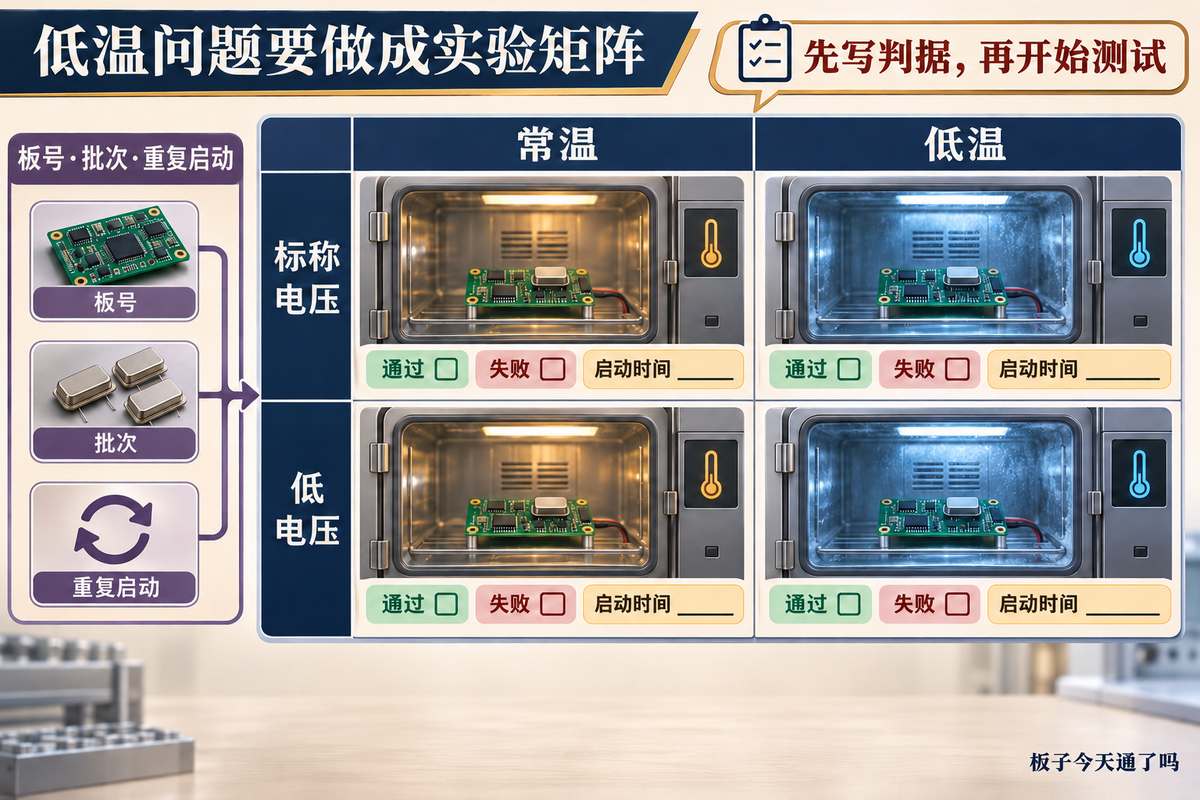 低温问题要做成实验矩阵
先写判据，再开始测试
板号·批次·重复启动
板号
批次
重复启动
常温
低温
标称
电压
通过
失败
启动时间
通过
失败
启动时间
低
电压
通过
失败
启动时间
通过
失败
启动时间
板子今天通了吗